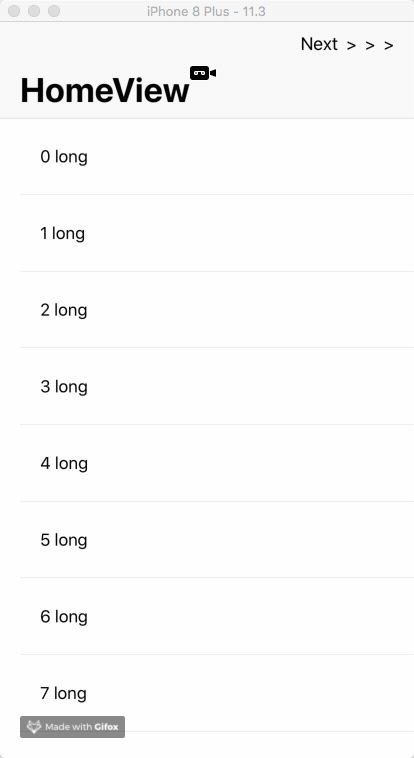 iPhone 8 Plus - 11.3
Next > > >
HomeView
0 long
1 long
2 long
3 long
4 long
5 long
6 long
7 long
Made with Gifox